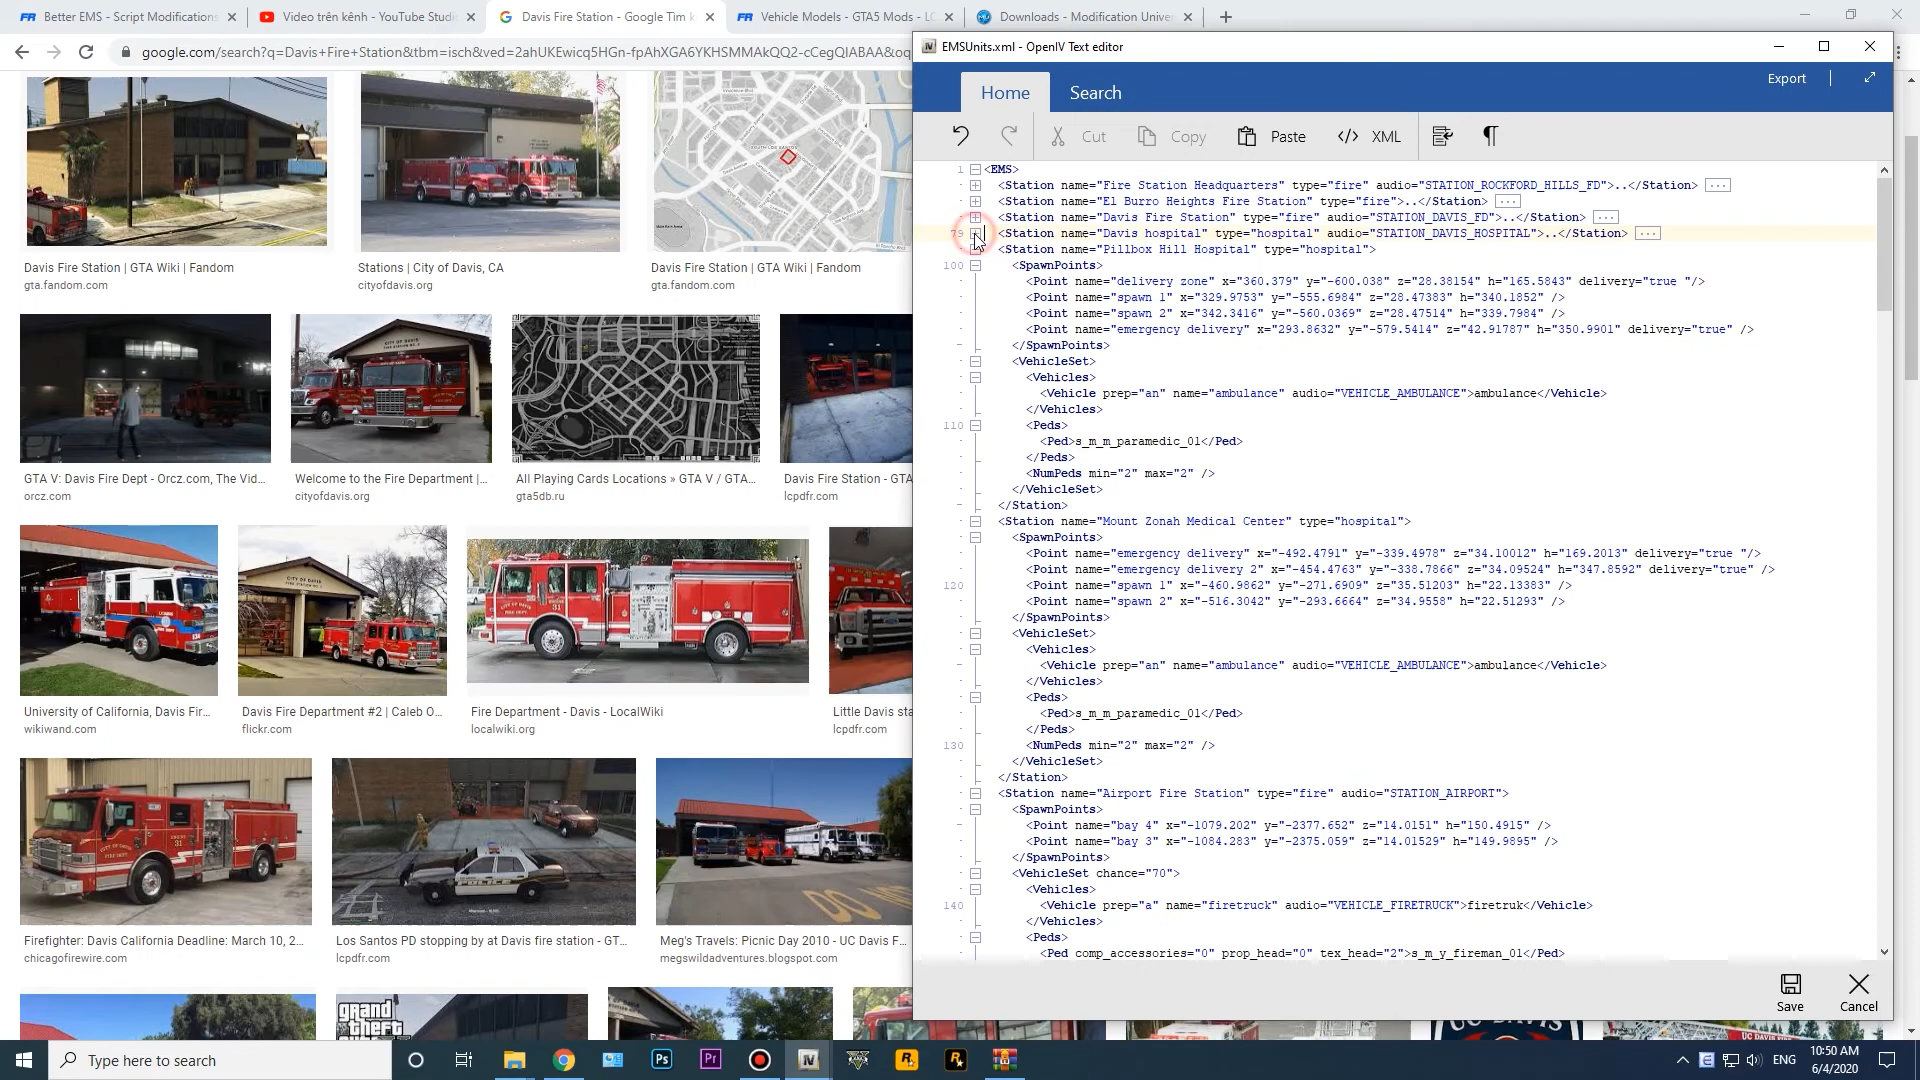 Better EMS - Script Modifications
Video trên kênh - YouTube Studi
Davis Fire Station - Google Tìm k
Vehicle Models - GTA5 Mods - LC
Downloads - Modification Unive
google.com/search?q=Davis+Fire+Station&tbm=isch&ved=2ahUKEwicq5HGn-fpAhXGA6YKHSMMAkQQ2-cCegQIABAA&oq
EMSUnits.xml - OpenIV Text editor
Export
Home
Search
Cut
Copy
Paste
XML
1 <EMS>
<Station name="Fire Station Headquarters" type="fire" audio="STATION_ROCKFORD_HILLS_FD">..</Station> ...
<Station name="El Burro Heights Fire Station" type="fire">..</Station> ...
<Station name="Davis Fire Station" type="fire" audio="STATION_DAVIS_FD">..</Station> ...
79 <Station name="Davis hospital" type="hospital" audio="STATION_DAVIS_HOSPITAL">..</Station> ...
<Station name="Pillbox Hill Hospital" type="hospital">
100 <SpawnPoints>
<Point name="delivery zone" x="360.379" y="-600.038" z="28.38154" h="165.5843" delivery="true "/>
<Point name="spawn 1" x="329.9753" y="-555.6984" z="28.47383" h="340.1852" />
<Point name="spawn 2" x="342.3416" y="-560.0369" z="28.47514" h="339.7984" />
<Point name="emergency delivery" x="293.8632" y="-579.5414" z="42.91787" h="350.9901" delivery="true" />
</SpawnPoints>
<VehicleSet>
<Vehicles>
<Vehicle prep="an" name="ambulance" audio="VEHICLE_AMBULANCE">ambulance</Vehicle>
</Vehicles>
110 <Peds>
<Ped>s_m_m_paramedic_01</Ped>
</Peds>
<NumPeds min="2" max="2" />
</VehicleSet>
</Station>
<Station name="Mount Zonah Medical Center" type="hospital">
<SpawnPoints>
<Point name="emergency delivery" x="-492.4791" y="-339.4978" z="34.10012" h="169.2013" delivery="true "/>
<Point name="emergency delivery 2" x="-454.4763" y="-338.7866" z="34.09524" h="347.8592" delivery="true" />
120 <Point name="spawn 1" x="-460.9862" y="-271.6909" z="35.51203" h="22.13383" />
<Point name="spawn 2" x="-516.3042" y="-293.6664" z="34.9558" h="22.51293" />
</SpawnPoints>
<VehicleSet>
<Vehicles>
<Vehicle prep="an" name="ambulance" audio="VEHICLE_AMBULANCE">ambulance</Vehicle>
</Vehicles>
<Peds>
<Ped>s_m_m_paramedic_01</Ped>
</Peds>
130 <NumPeds min="2" max="2" />
</VehicleSet>
</Station>
<Station name="Airport Fire Station" type="fire" audio="STATION_AIRPORT">
<SpawnPoints>
<Point name="bay 4" x="-1079.202" y="-2377.652" z="14.0151" h="150.4915" />
<Point name="bay 3" x="-1084.283" y="-2375.059" z="14.01529" h="149.9895" />
</SpawnPoints>
<VehicleSet chance="70">
<Vehicles>
140 <Vehicle prep="a" name="firetruck" audio="VEHICLE_FIRETRUCK">firetruk</Vehicle>
</Vehicles>
<Peds>
<Ped comp_accessories="0" prop_head="0" tex_head="2">s_m_y_fireman_01</Ped>
Save
Cancel
Davis Fire Station | GTA Wiki | Fandom
gta.fandom.com
Stations | City of Davis, CA
cityofdavis.org
Davis Fire Station | GTA Wiki | Fandom
gta.fandom.com
GTA V: Davis Fire Dept - Orcz.com, The Vid...
orcz.com
Welcome to the Fire Department |...
cityofdavis.org
All Playing Cards Locations » GTA V / GTA...
gta5db.ru
Davis Fire Station - GTA
lcpdfr.com
University of California, Davis Fir...
wikiwand.com
Davis Fire Department #2 | Caleb O...
flickr.com
Fire Department - Davis - LocalWiki
localwiki.org
Little Davis sta
lcpdfr.com
Firefighter: Davis California Deadline: March 10, 2...
chicagofirewire.com
Los Santos PD stopping by at Davis fire station - GT...
lcpdfr.com
Meg's Travels: Picnic Day 2010 - UC Davis F...
megswildadventures.blogspot.com
grand
theft
UC DAVIS
Type here to search
ENG
10:50 AM
6/4/2020